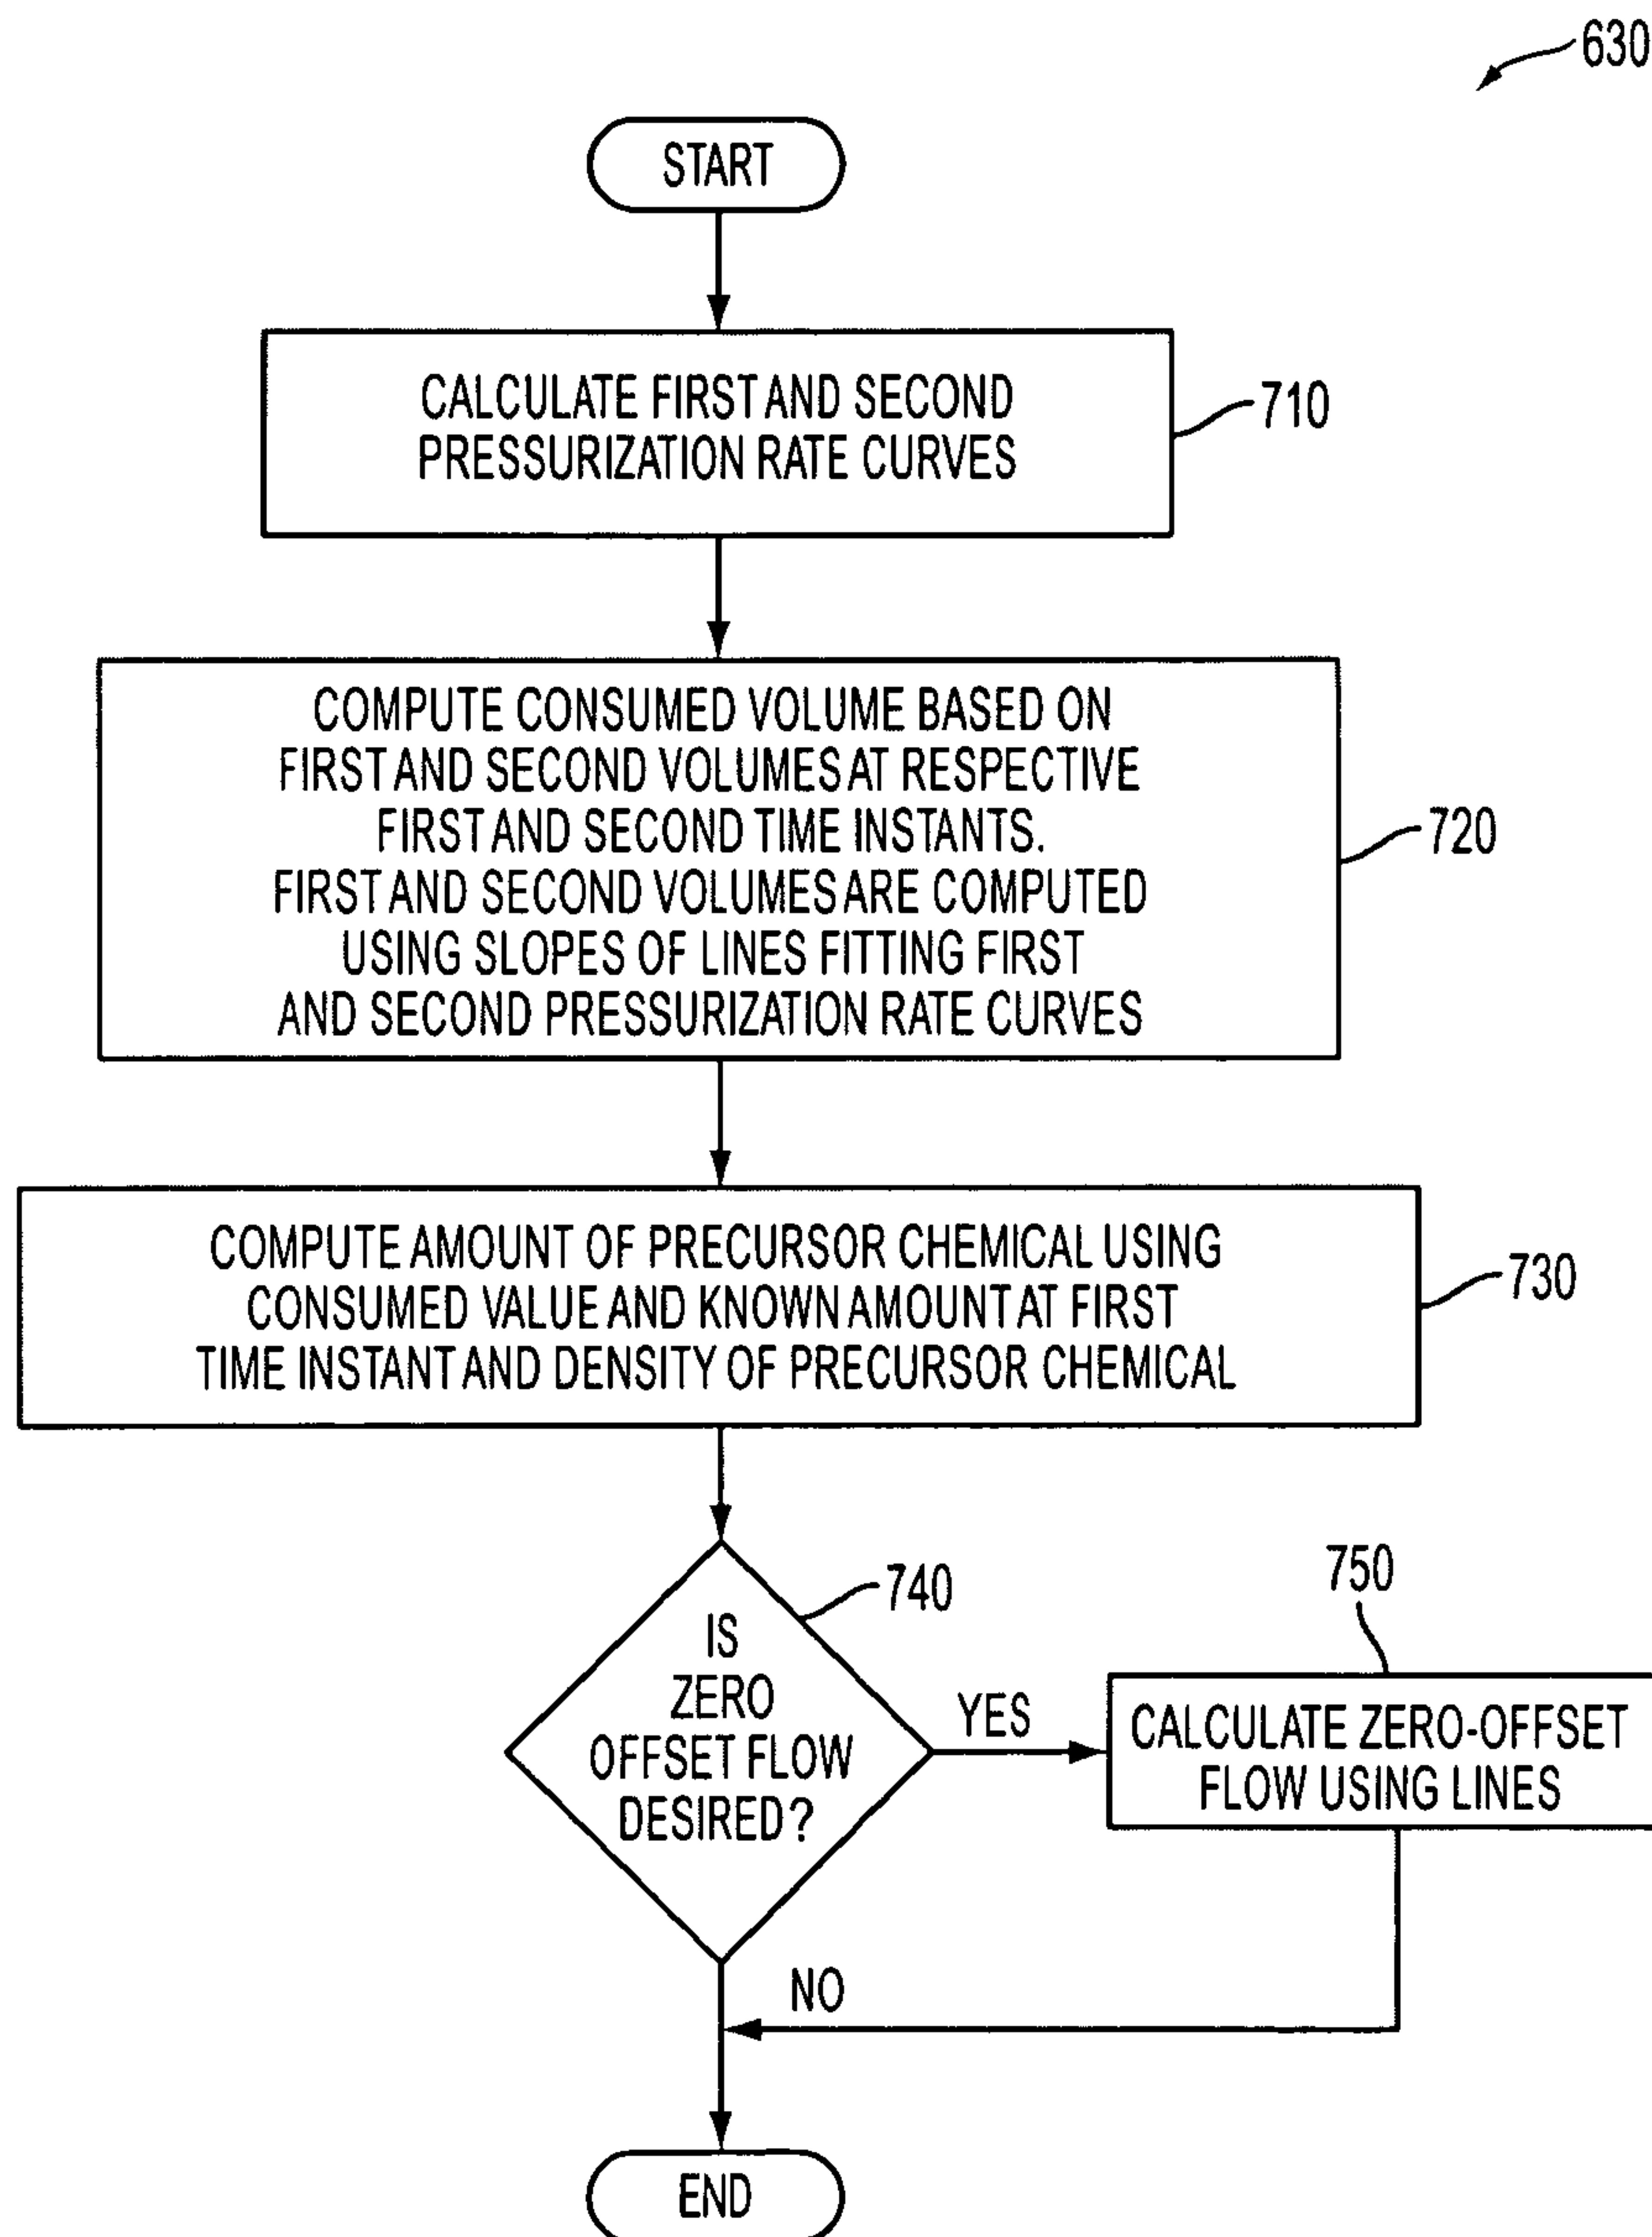 630
START
CALCULATE FIRST AND SECOND
PRESSURIZATION RATE CURVES
710
COMPUTE CONSUMED VOLUME BASED ON
FIRST AND SECOND VOLUMES AT RESPECTIVE
FIRST AND SECOND TIME INSTANTS.
FIRST AND SECOND VOLUMES ARE COMPUTED
USING SLOPES OF LINES FITTING FIRST
AND SECOND PRESSURIZATION RATE CURVES
720
COMPUTE AMOUNT OF PRECURSOR CHEMICAL USING
CONSUMED VALUE AND KNOWN AMOUNT AT FIRST
TIME INSTANT AND DENSITY OF PRECURSOR CHEMICAL
730
740
IS
ZERO
OFFSET FLOW
DESIRED?
YES
750
CALCULATE ZERO-OFFSET
FLOW USING LINES
NO
END